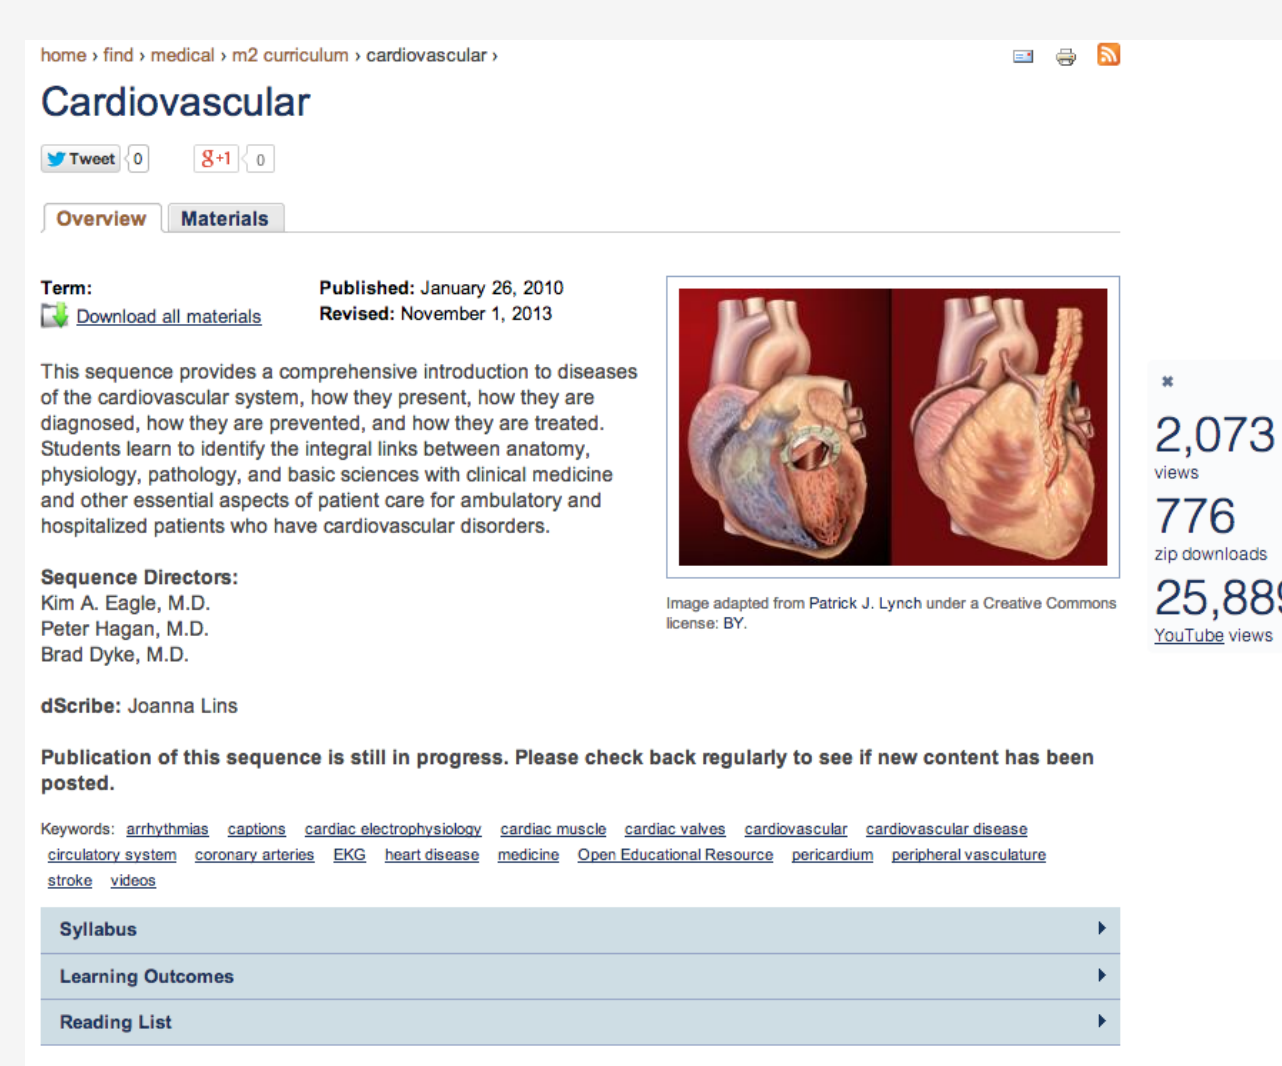 home › find › medical › m2 curriculum › cardiovascular ›
Cardiovascular
Tweet 0 g+1 0
Overview Materials
Term:
Download all materials
Published: January 26, 2010
Revised: November 1, 2013
This sequence provides a comprehensive introduction to diseases
of the cardiovascular system, how they present, how they are
diagnosed, how they are prevented, and how they are treated.
Students learn to identify the integral links between anatomy,
physiology, pathology, and basic sciences with clinical medicine
and other essential aspects of patient care for ambulatory and
hospitalized patients who have cardiovascular disorders.
Image adapted from Patrick J. Lynch under a Creative Commons
license: BY.
Sequence Directors:
Kim A. Eagle, M.D.
Peter Hagan, M.D.
Brad Dyke, M.D.
dScribe: Joanna Lins
Publication of this sequence is still in progress. Please check back regularly to see if new content has been
posted.
Keywords: arrhythmias captions cardiac electrophysiology cardiac muscle cardiac valves cardiovascular cardiovascular disease
circulatory system coronary arteries EKG heart disease medicine Open Educational Resource pericardium peripheral vasculature
stroke videos
Syllabus
Learning Outcomes
Reading List
2,073
views
776
zip downloads
25,889
YouTube views